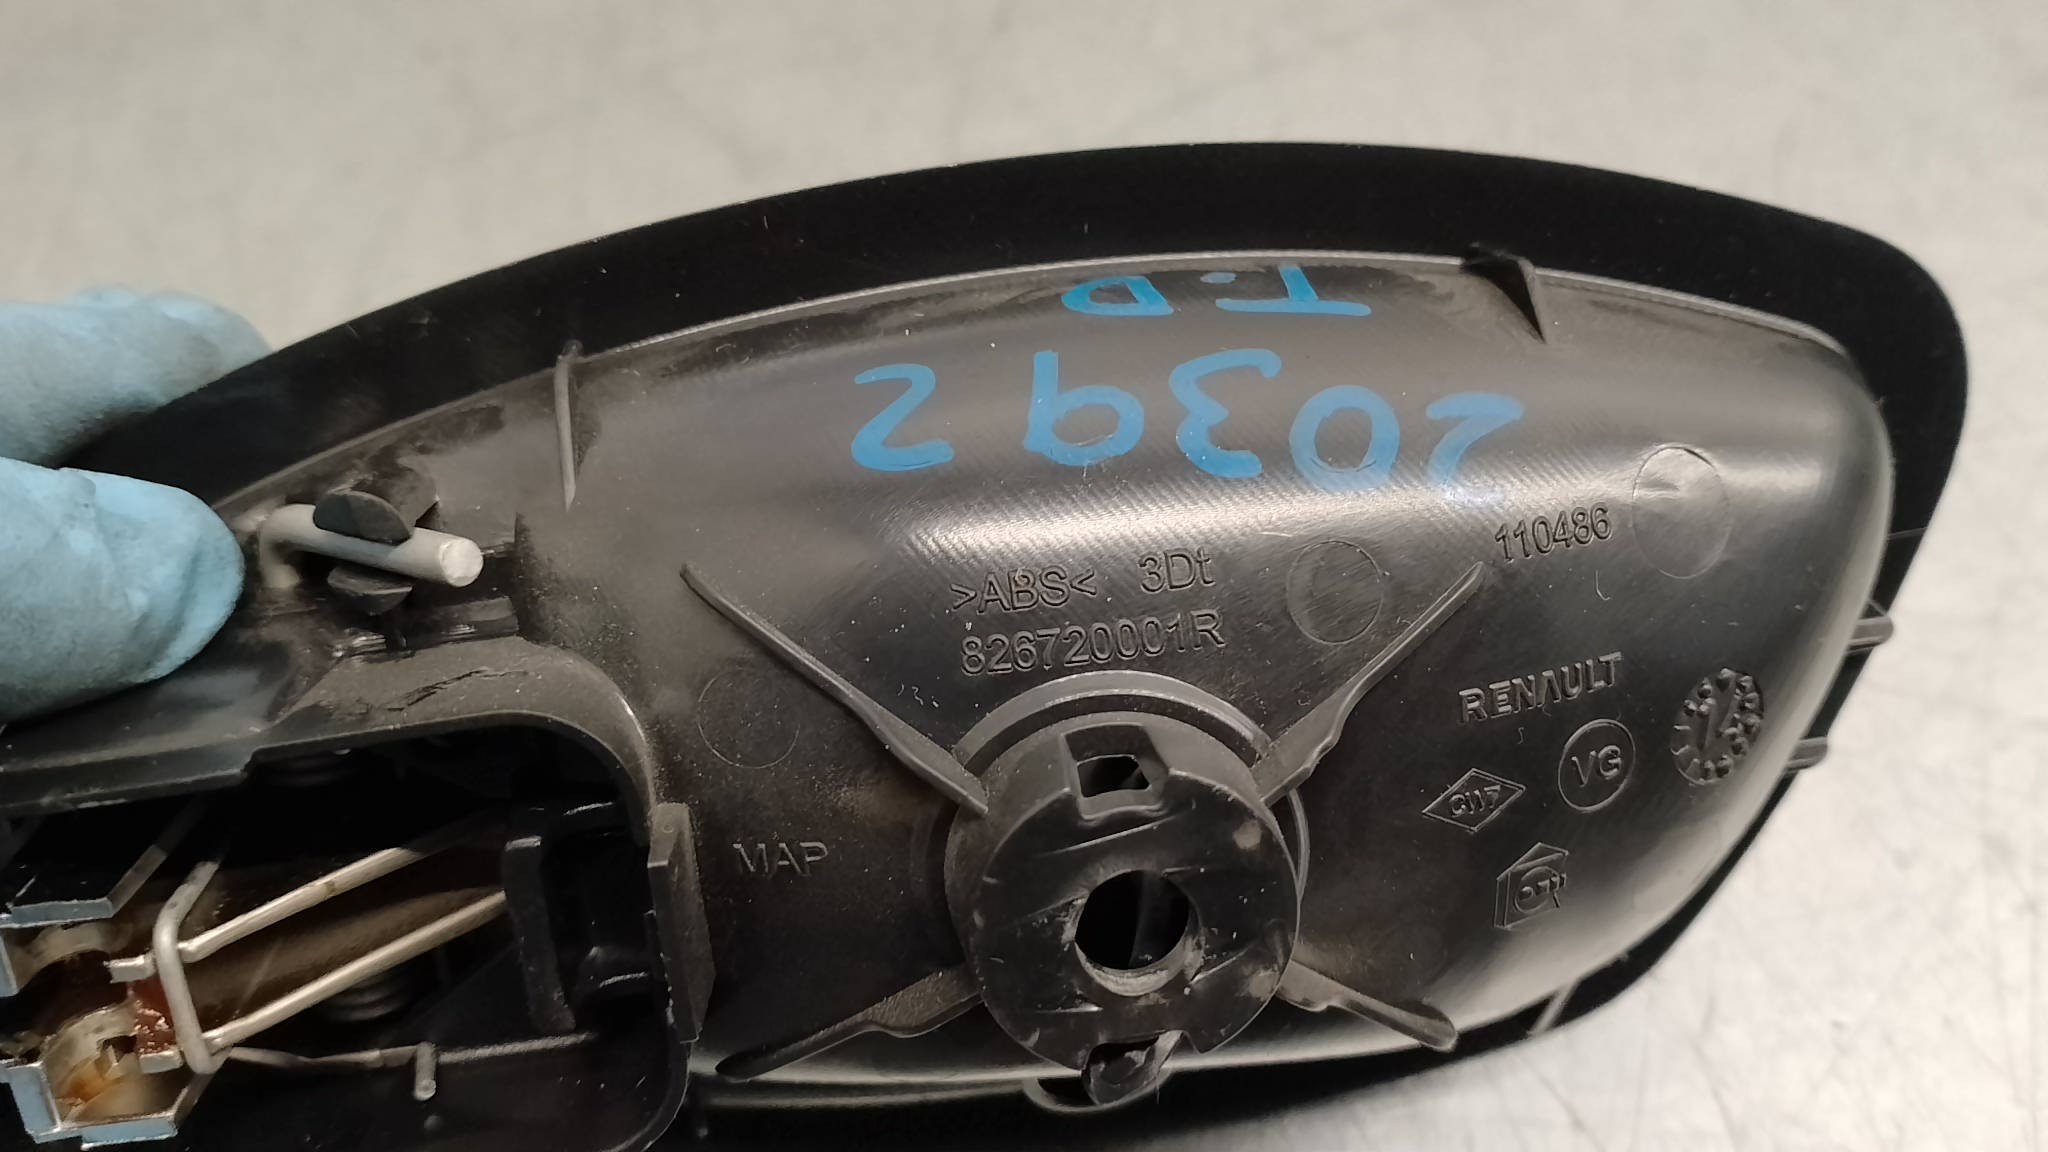 20392
T.D
110486
>ABS< 3Dt
826720001R
RENAULT
VG
MAP